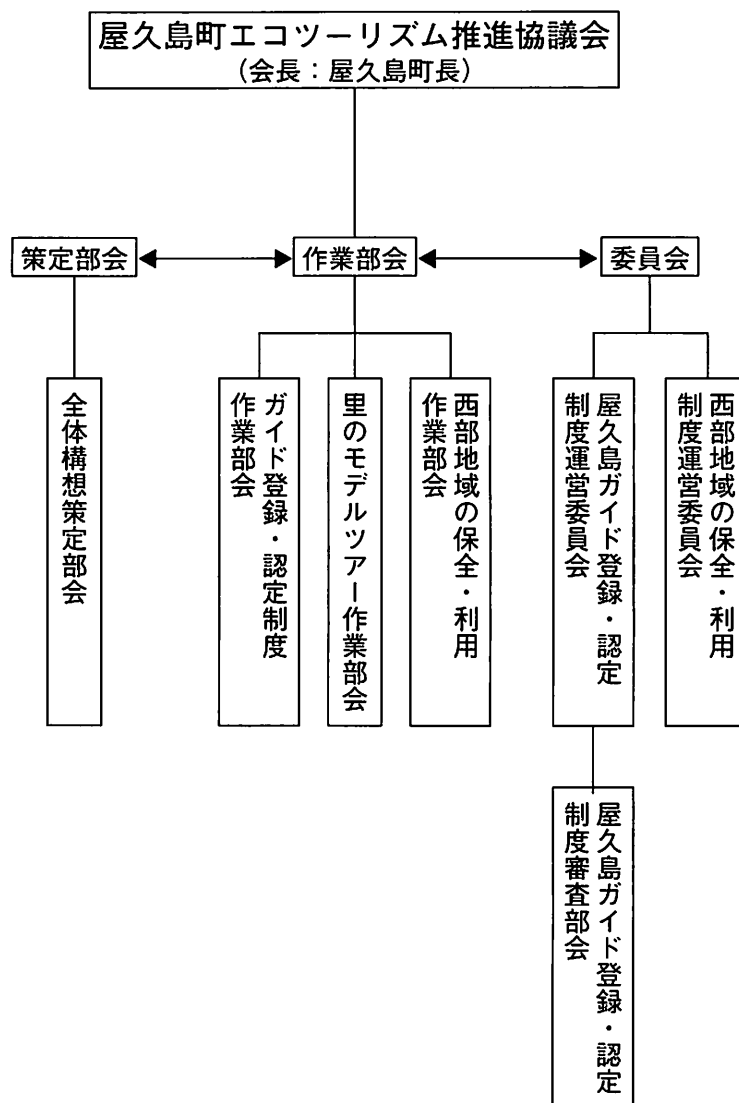 屋久島町エコツーリズム推進協議会
(会長：屋久島町長)
策定部会
作業部会
委員会
全体構想策定部会
ガイド登録・認定制度
作業部会
里のモデルツアー作業部会
西部地域の保全・利用
作業部会
屋久島ガイド登録・認定
制度運営委員会
西部地域の保全・利用
制度運営委員会
屋久島ガイド登録・認定
制度審査部会